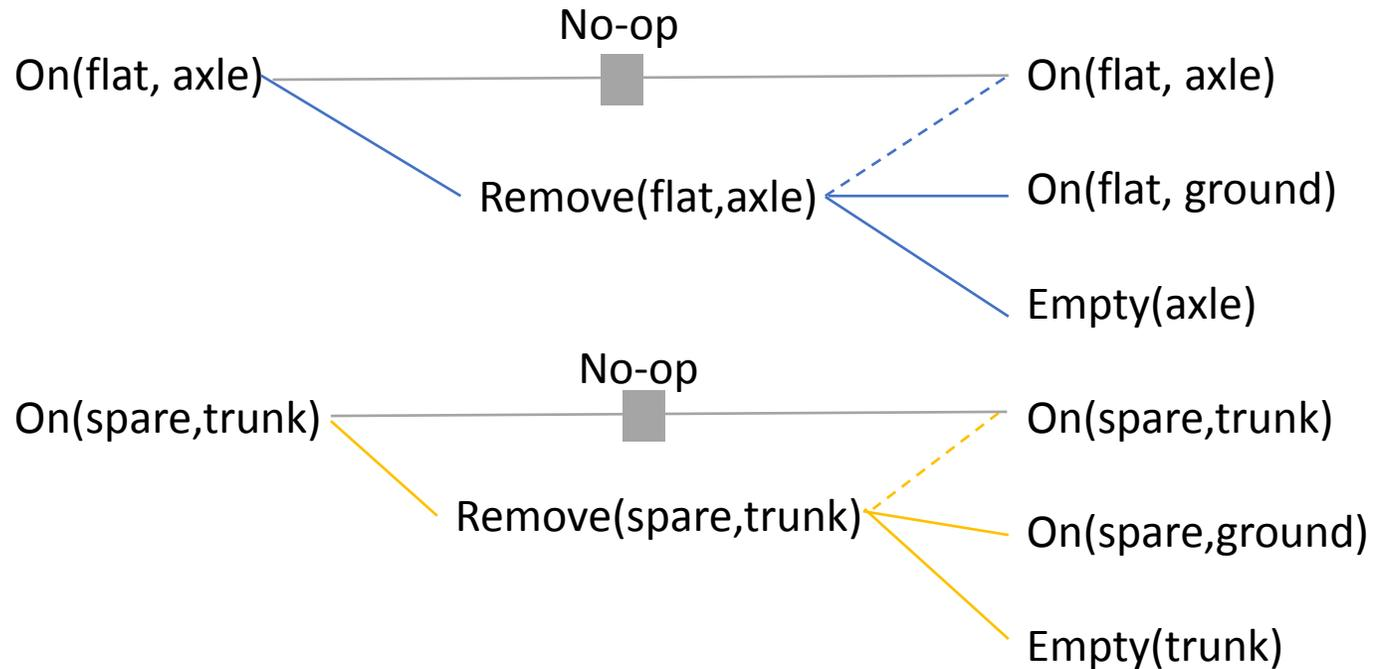 No-op
On(flat, axle)
On(flat, axle)
Remove(flat,axle)
On(flat, ground)
Empty(axle)
No-op
On(spare,trunk)
On(spare,trunk)
Remove(spare,trunk)
On(spare,ground)
Empty(trunk)